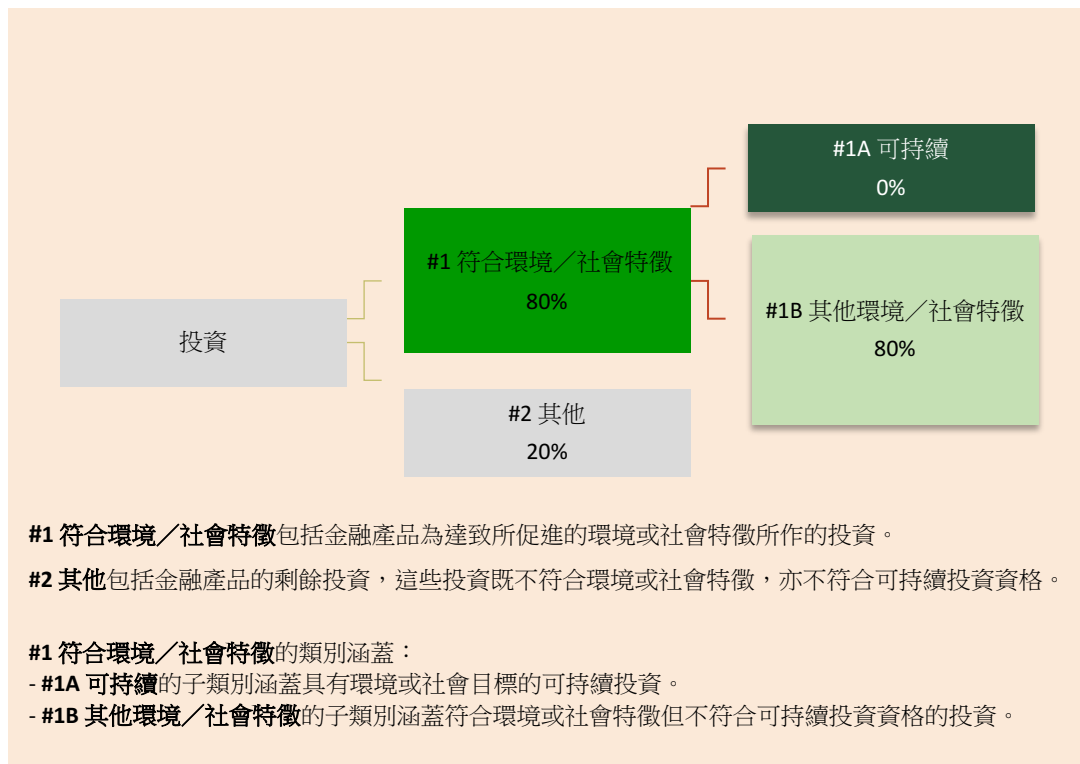 #1A 可持續
0%
#1 符合環境／社會特徵
80%
#1B 其他環境／社會特徵
80%
投資
#2 其他
20%
#1 符合環境／社會特徵包括金融產品為達致所促進的環境或社會特徵所作的投資。
#2 其他包括金融產品的剩餘投資，這些投資既不符合環境或社會特徵，亦不符合可持續投資資格。
#1 符合環境／社會特徵的類別涵蓋：
- #1A 可持續的子類別涵蓋具有環境或社會目標的可持續投資。
- #1B 其他環境／社會特徵的子類別涵蓋符合環境或社會特徵但不符合可持續投資資格的投資。